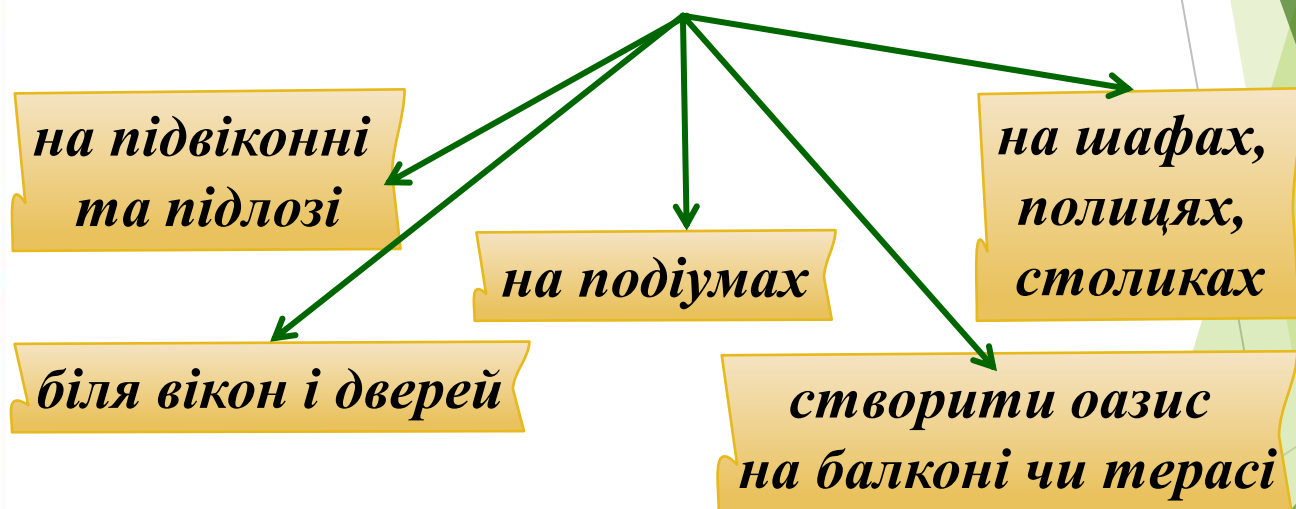 на підвіконні
та підлозі
на шафах,
полицях,
столиках
на подіумах
біля вікон і дверей
створити оазис
на балконі чи терасі